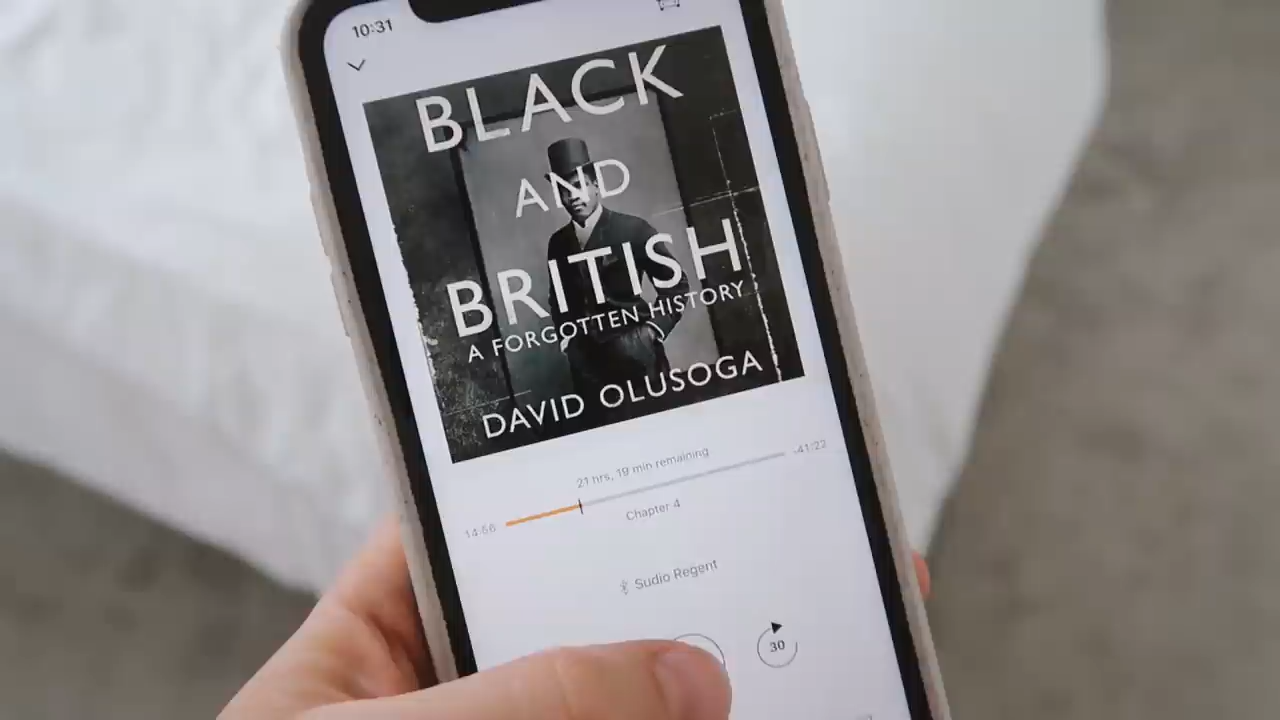 10:31
BLACK
AND
BRITISH
A FORGOTTEN HISTORY
DAVID OLUSOGA
21 hrs, 19 min remaining
14:56
-41:22
Chapter 4
Sudio Regent
30